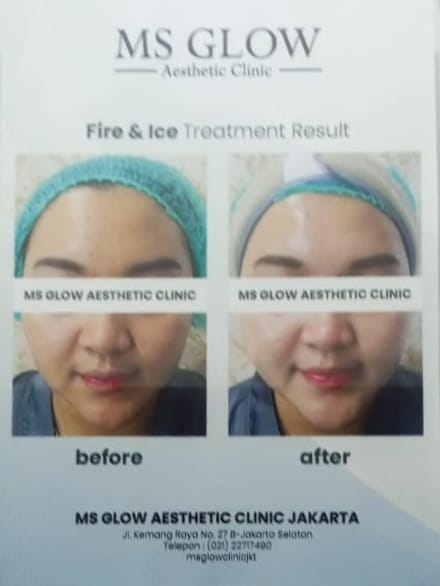 MS GLOW
Aesthetic Clinic
Fire & Ice Treatment Result
MS GLOW AESTHETIC CLINIC
MS GLOW AESTHETIC CLINIC
before
after
MS GLOW AESTHETIC CLINIC JAKARTA
Jl. Kemang Raya No. 27 B-Jakarta Selatan
Telepon : (021) 22717490
msglowclinicjkt